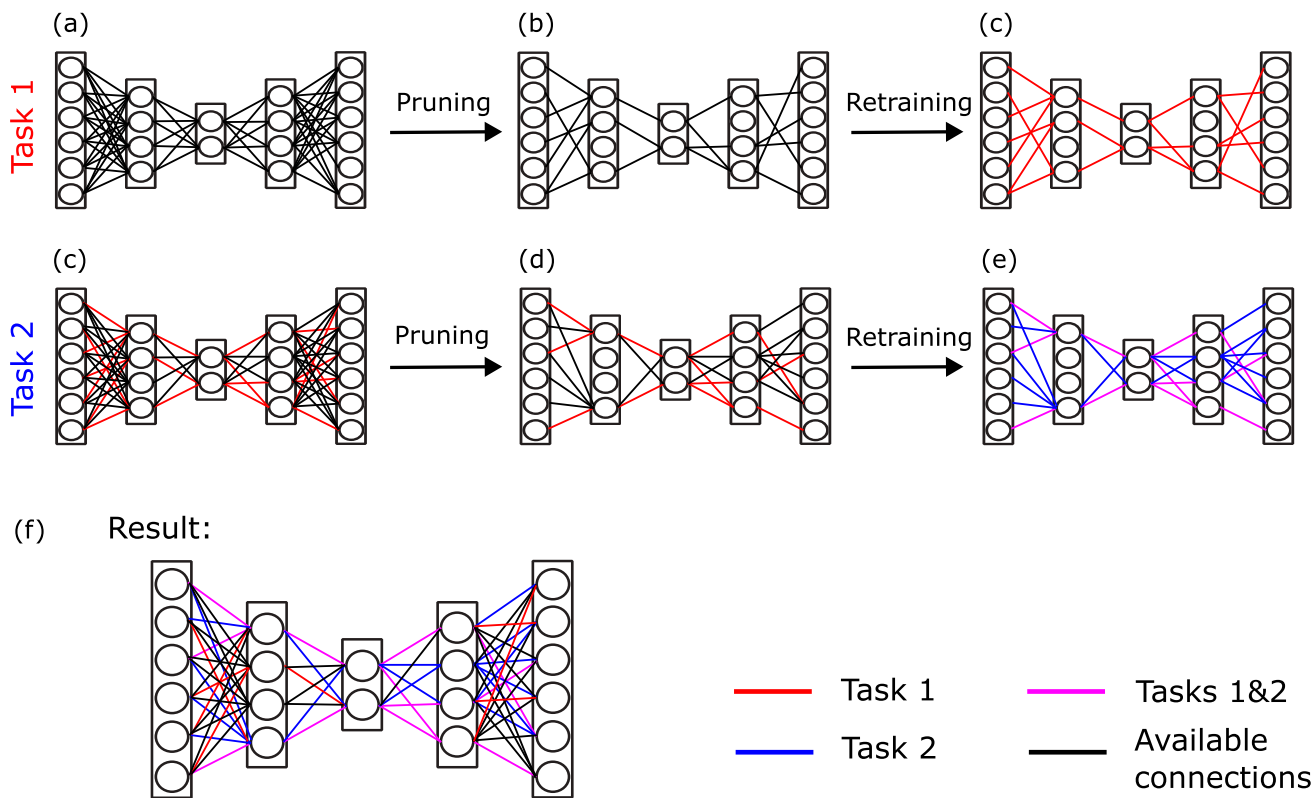 (a)
(b)
(c)
Task 1
Pruning
Retraining
(c)
(d)
(e)
Task 2
Pruning
Retraining
(f)
Result:
Task 1
Tasks 1&2
Task 2
Available
connections